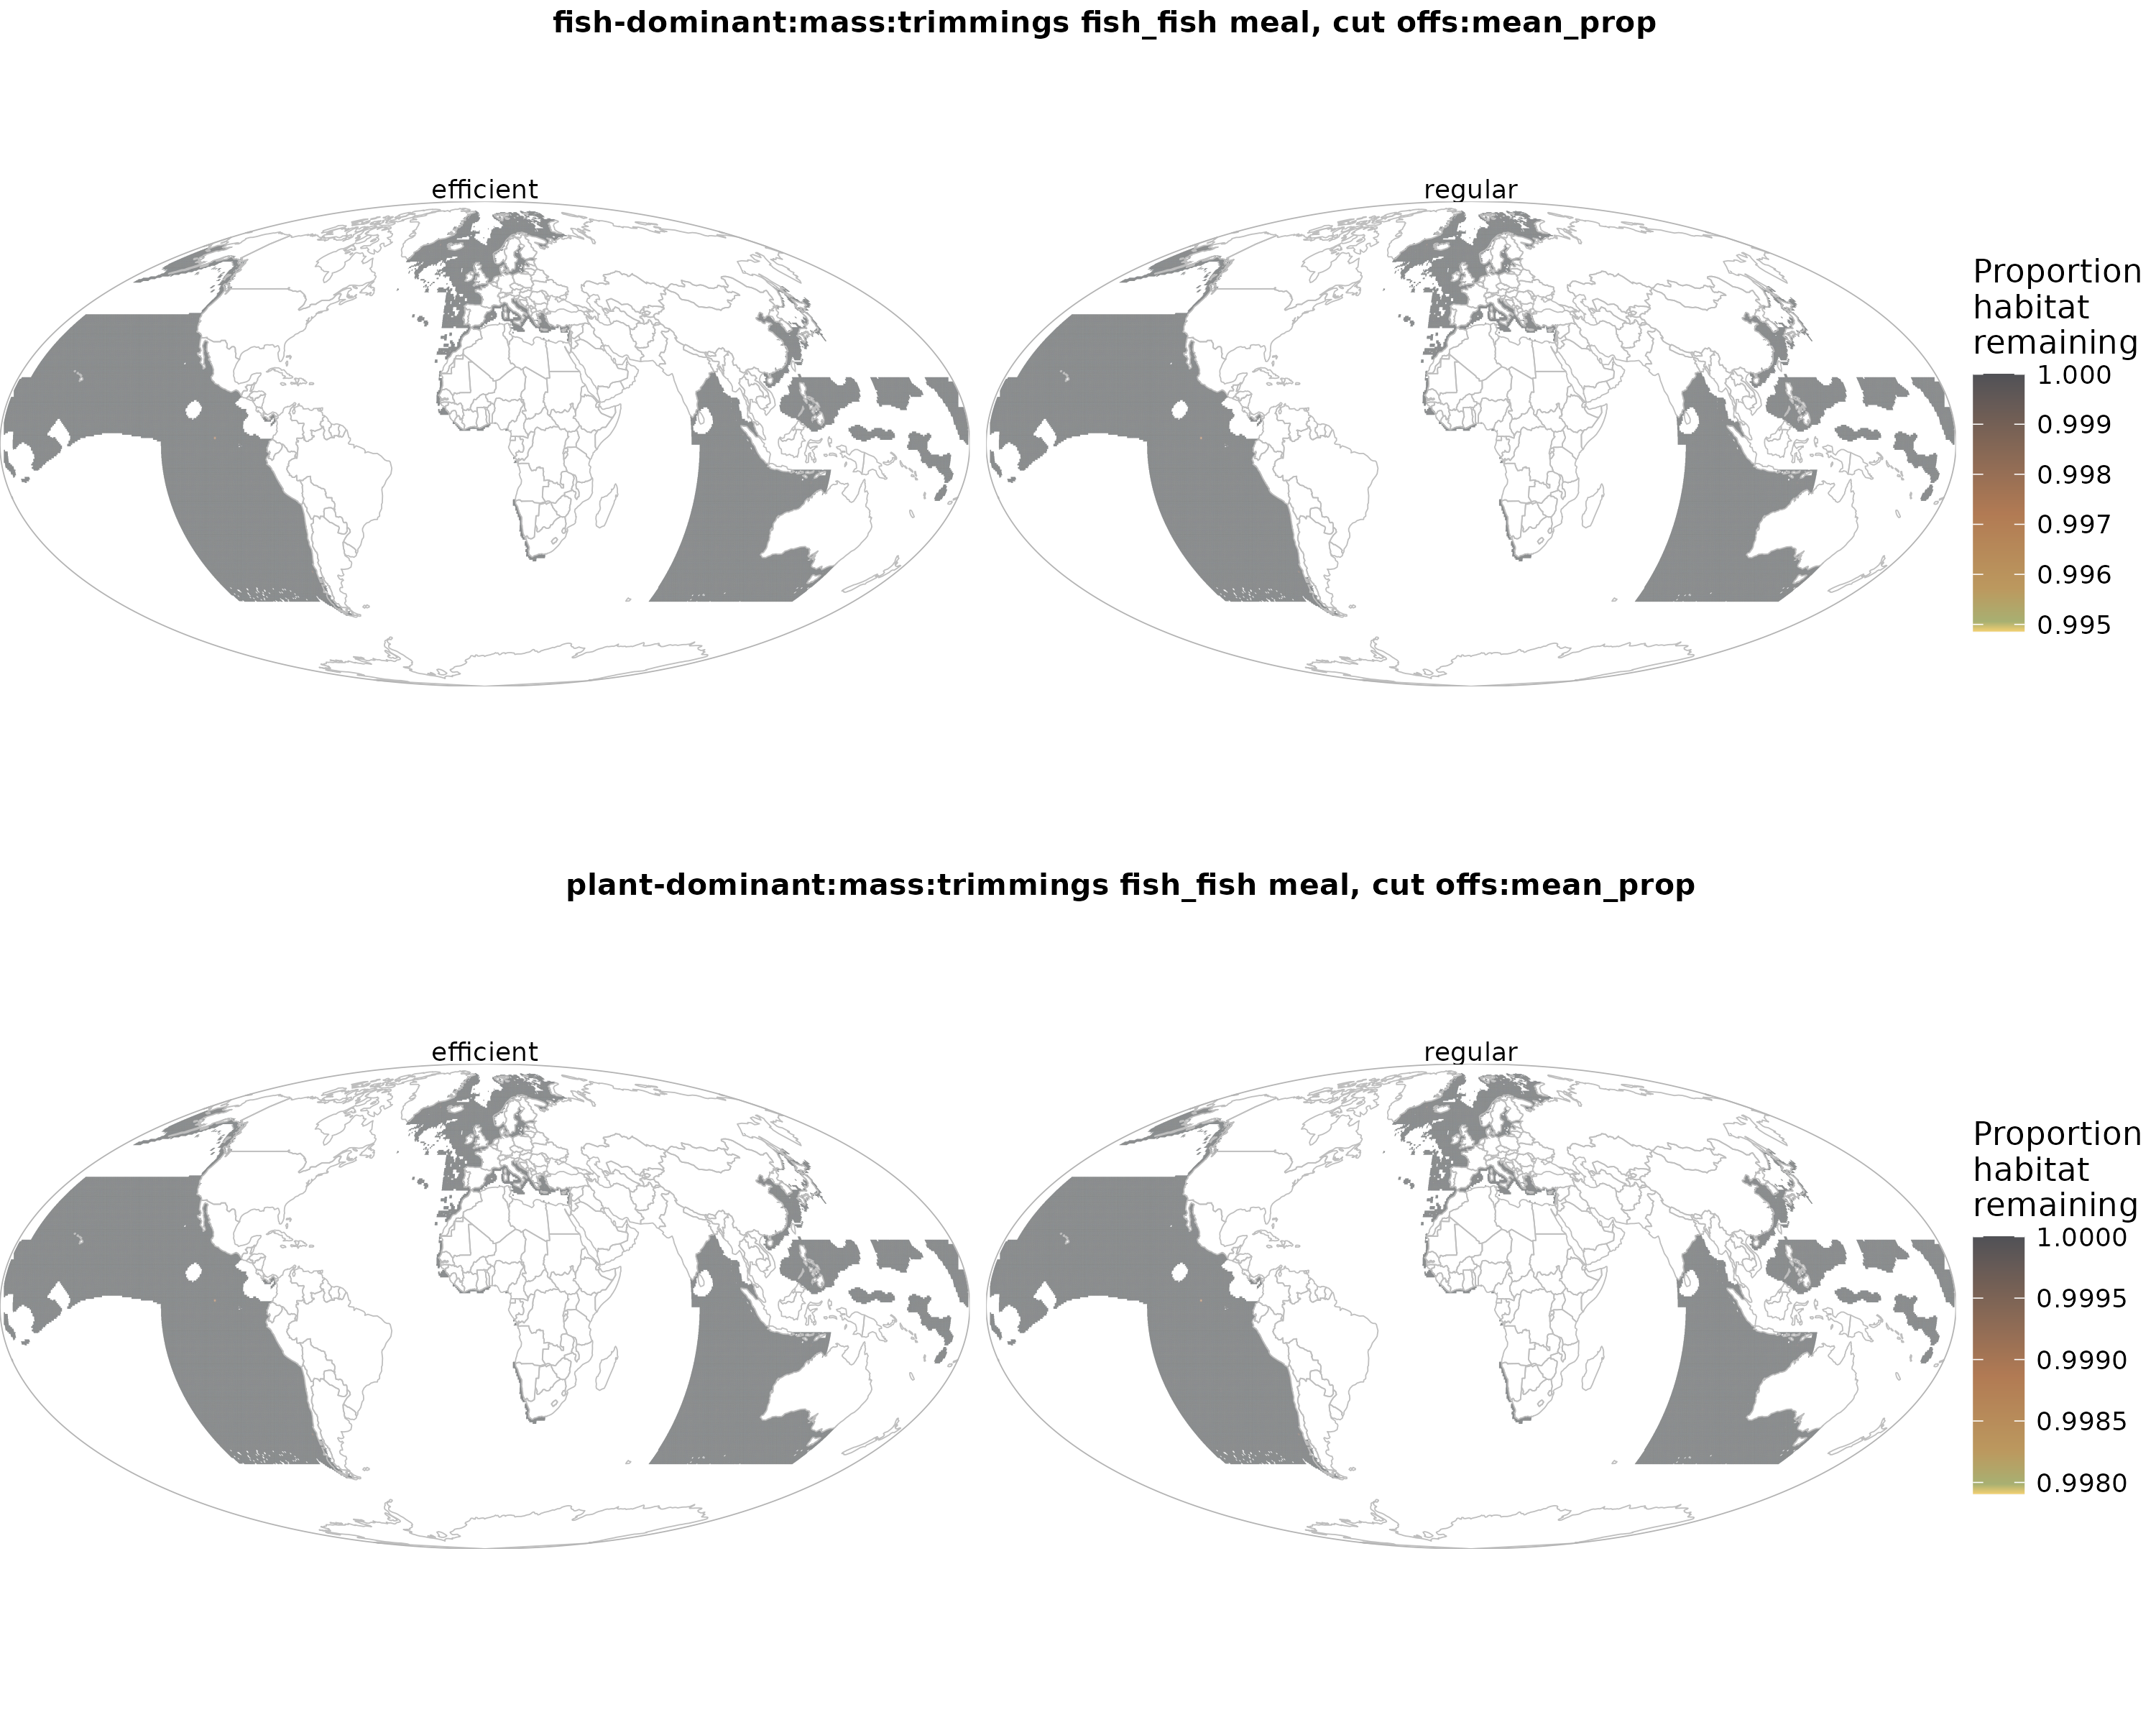 fish-dominant:mass:trimmings fish_fish meal, cut offs:mean_prop
efficient
regular
Proportion
habitat
remaining
1.000
0.999
0.998
0.997
0.996
0.995
plant-dominant:mass:trimmings fish_fish meal, cut offs:mean_prop
efficient
regular
Proportion
habitat
remaining
1.0000
0.9995
0.9990
0.9985
0.9980